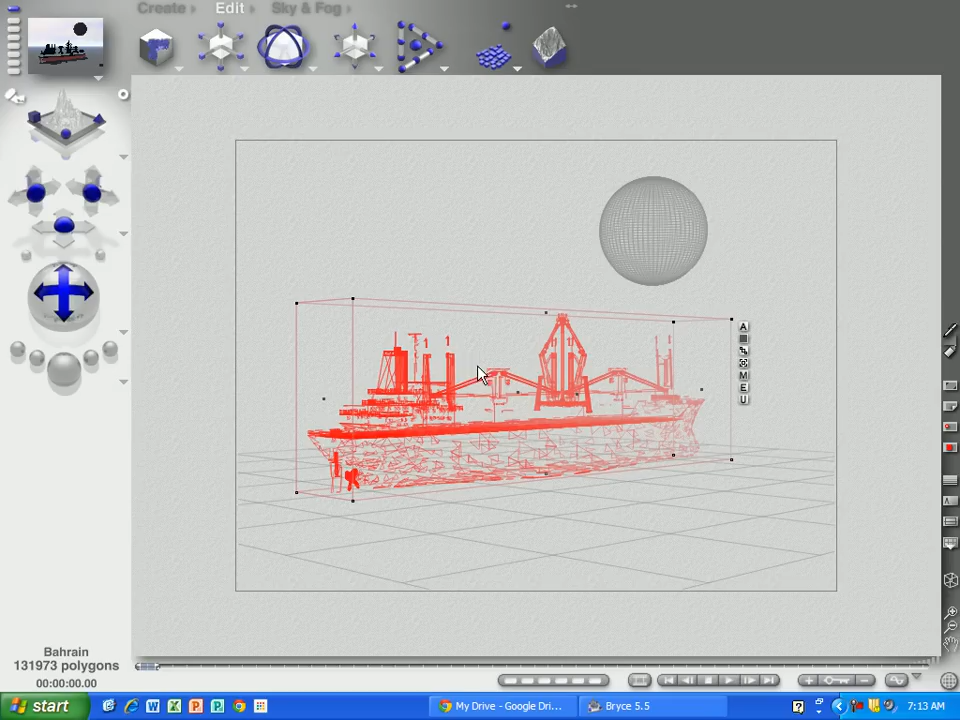 Create
Edit
Sky & Fog
A
M
E
U
Bahrain
131973 polygons
00:00:00.00
start
My Drive - Google Dri...
Bryce 5.5
7:13 AM